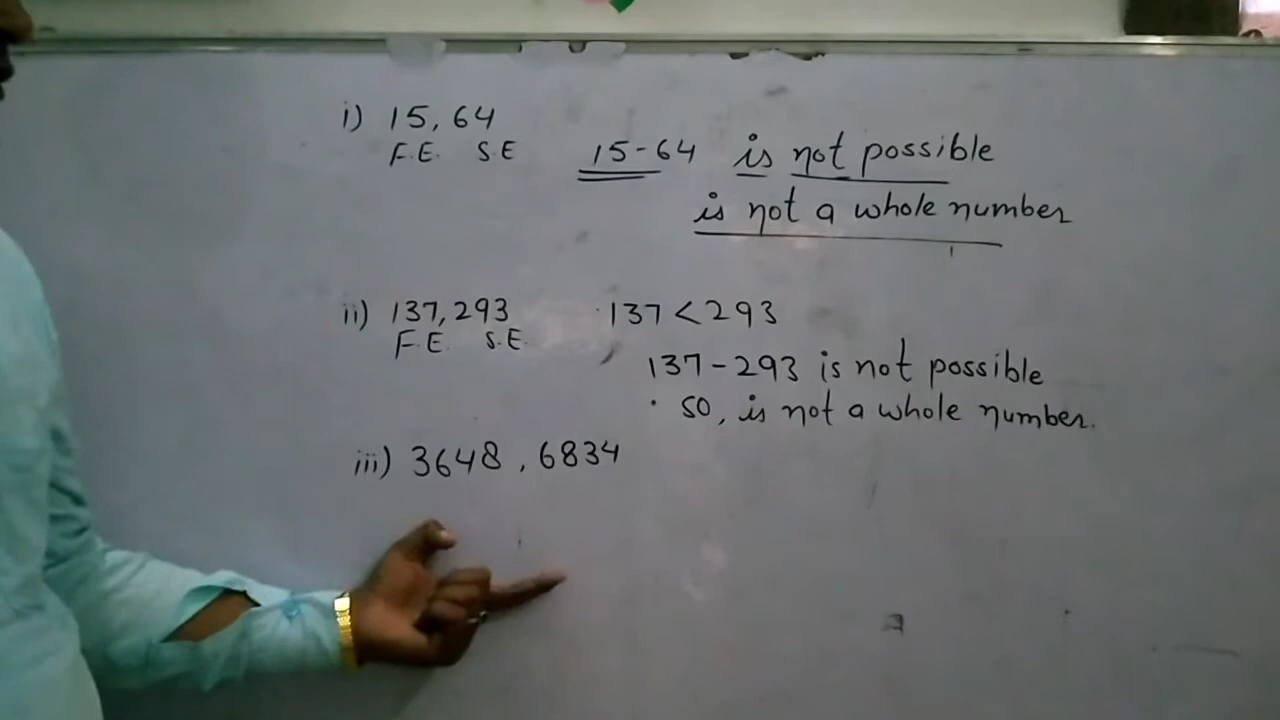 i) 15, 64
F.E. S.E
15-64 is not possible
is not a whole number
ii) 137, 293
F.E. S.E.
137 < 293
137 - 293 is not possible
so, is not a whole number.
iii) 3648, 6834